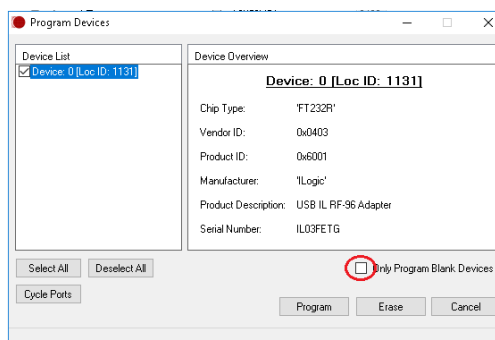 Program Devices
Device List
Device: 0 [Loc ID: 1131]
Device Overview
Device: 0 [Loc ID: 1131]
Chip Type: 'FT232R'
Vendor ID: 0x0403
Product ID: 0x6001
Manufacturer: 'ILogic'
Product Description: USB IL RF-96 Adapter
Serial Number: IL03FETG
Select All Deselect All
Only Program Blank Devices
Cycle Ports
Program Erase Cancel